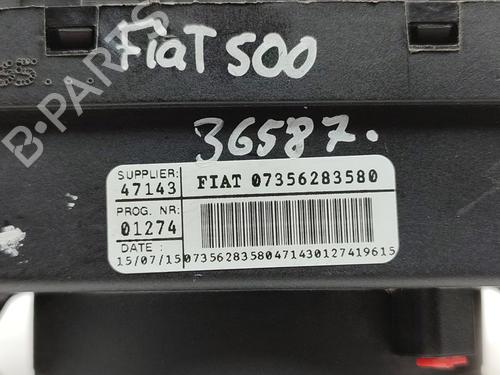 B-PARTS
FiaT 500
36587.
SUPPLIER:
47143
FIAT 07356283580
PROG. NR:
01274
DATE :
15/07/15
0735628358047143012741961​5